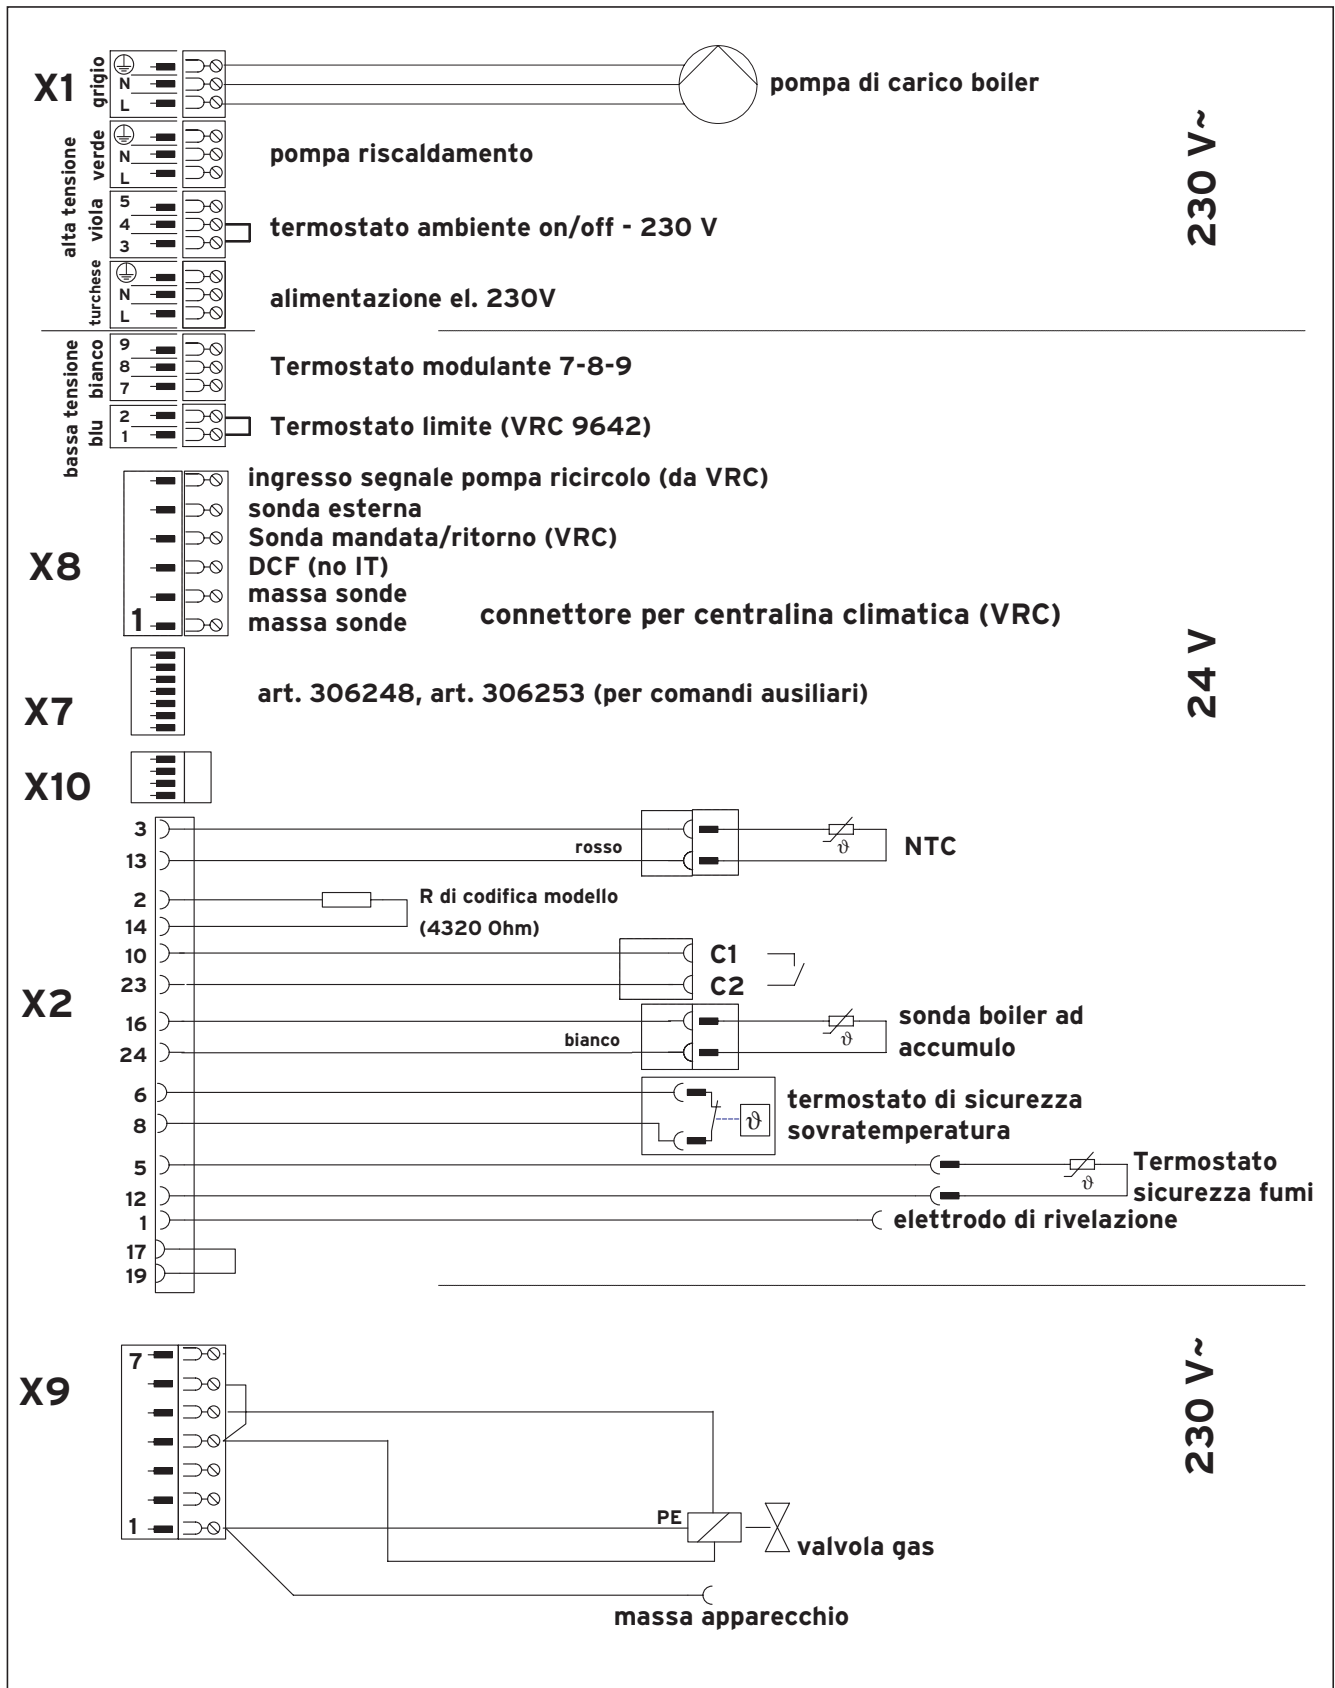 X1
grigio
N
L
pompa di carico boiler
230 V~
alta tensione
verde
N
L
pompa riscaldamento
viola
5
4
3
termostato ambiente on/off - 230 V
turchese
N
L
alimentazione el. 230V
bassa tensione
bianco
9
8
7
Termostato modulante 7-8-9
blu
2
1
Termostato limite (VRC 9642)
X8
ingresso segnale pompa ricircolo (da VRC)
sonda esterna
Sonda mandata/ritorno (VRC)
DCF (no IT)
massa sonde
1
massa sonde
connettore per centralina climatica (VRC)
24 V
X7
art. 306248, art. 306253 (per comandi ausiliari)
X10
X2
3
13
rosso
ϑ
NTC
2
14
R di codifica modello
(4320 Ohm)
10
23
C1
C2
16
24
bianco
ϑ
sonda boiler ad
accumulo
6
8
ϑ
termostato di sicurezza
sovratemperatura
5
12
ϑ
Termostato
sicurezza fumi
1
elettrodo di rivelazione
17
19
X9
7
1
230 V~
PE
valvola gas
massa apparecchio